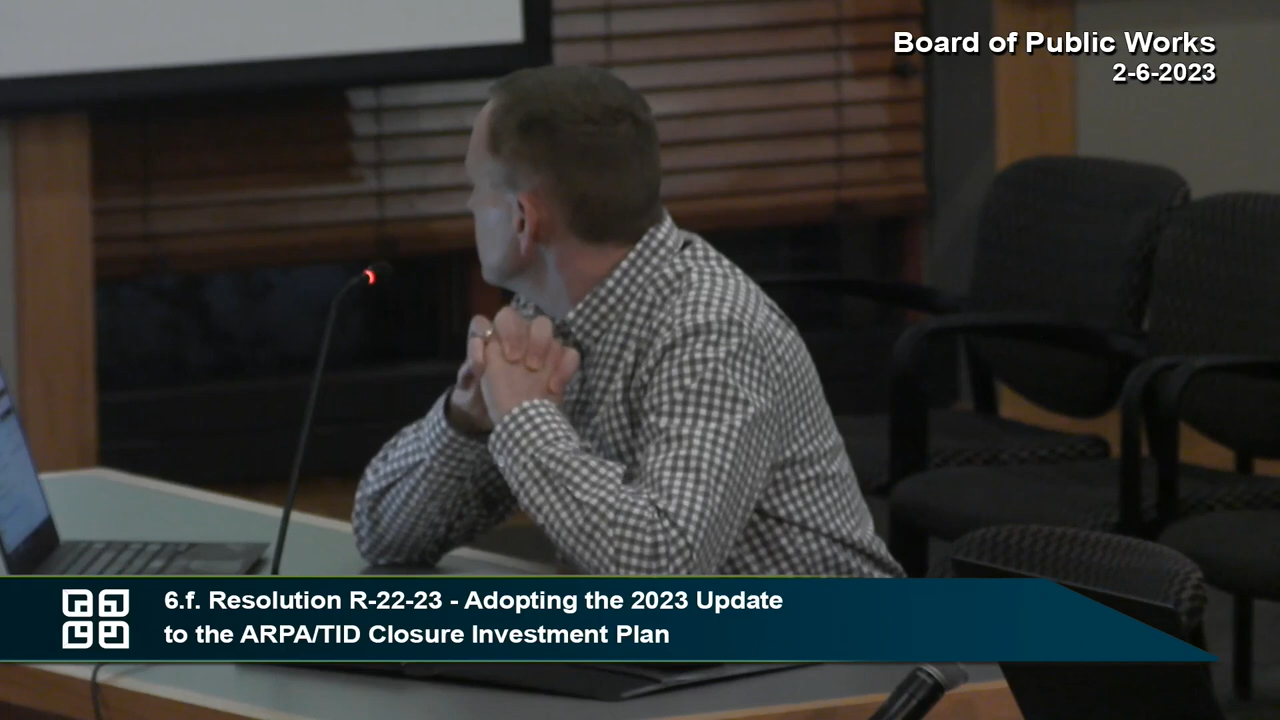 Board of Public Works
2-6-2023
6.f. Resolution R-22-23 - Adopting the 2023 Update
to the ARPA/TID Closure Investment Plan